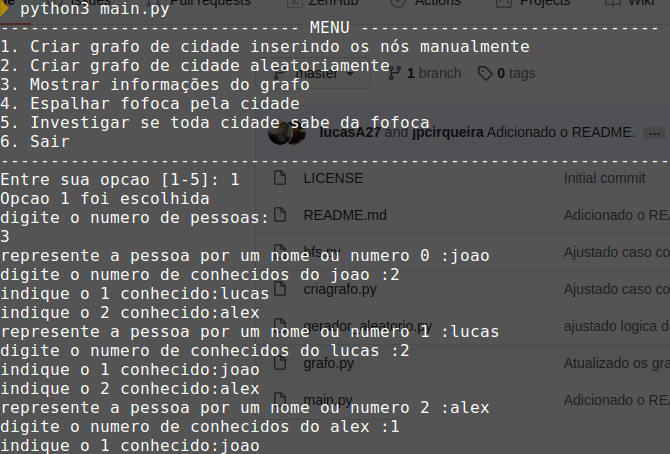 python3 main.py
------------------------------- MENU ------------------------------
1. Criar grafo de cidade inserindo os nós manualmente
2. Criar grafo de cidade aleatoriamente
3. Mostrar informações do grafo
4. Espalhar fofoca pela cidade
5. Investigar se toda cidade sabe da fofoca
6. Sair
-------------------------------------------------------------------
Entre sua opcao [1-5]: 1
Opcao 1 foi escolhida
digite o numero de pessoas:
3
represente a pessoa por um nome ou numero 0 :joao
digite o numero de conhecidos do joao :2
indique o 1 conhecido:lucas
indique o 2 conhecido:alex
represente a pessoa por um nome ou numero 1 :lucas
digite o numero de conhecidos do lucas :2
indique o 1 conhecido:joao
indique o 2 conhecido:alex
represente a pessoa por um nome ou numero 2 :alex
digite o numero de conhecidos do alex :1
indique o 1 conhecido:joao
Issues
Pull requests
ZenHub
Actions
Projects
Wiki
master
1 branch
0 tags
lucasA27 and jpcirqueira Adicionado o README. ...
LICENSE
Initial commit
README.md
Adicionado o RE
bfs.py
Ajustado caso
criagrafo.py
Ajustado caso
gerador_aleatorio.py
ajustado logica d
grafo.py
Atualizado os gra
main.py
Adicionado o RE